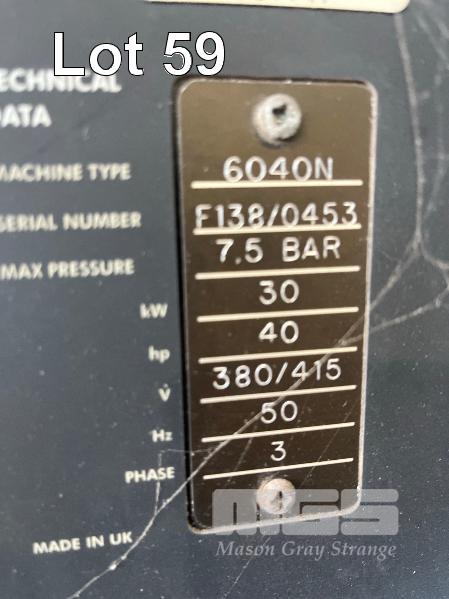 Lot 59
ECHNICAL
DATA
MACHINE TYPE 6040N
SERIAL NUMBER F138/0453
MAX PRESSURE 7.5 BAR
kW 30
hp 40
V 380/415
Hz 50
PHASE 3
MADE IN UK
MGS
Mason Gray Strange